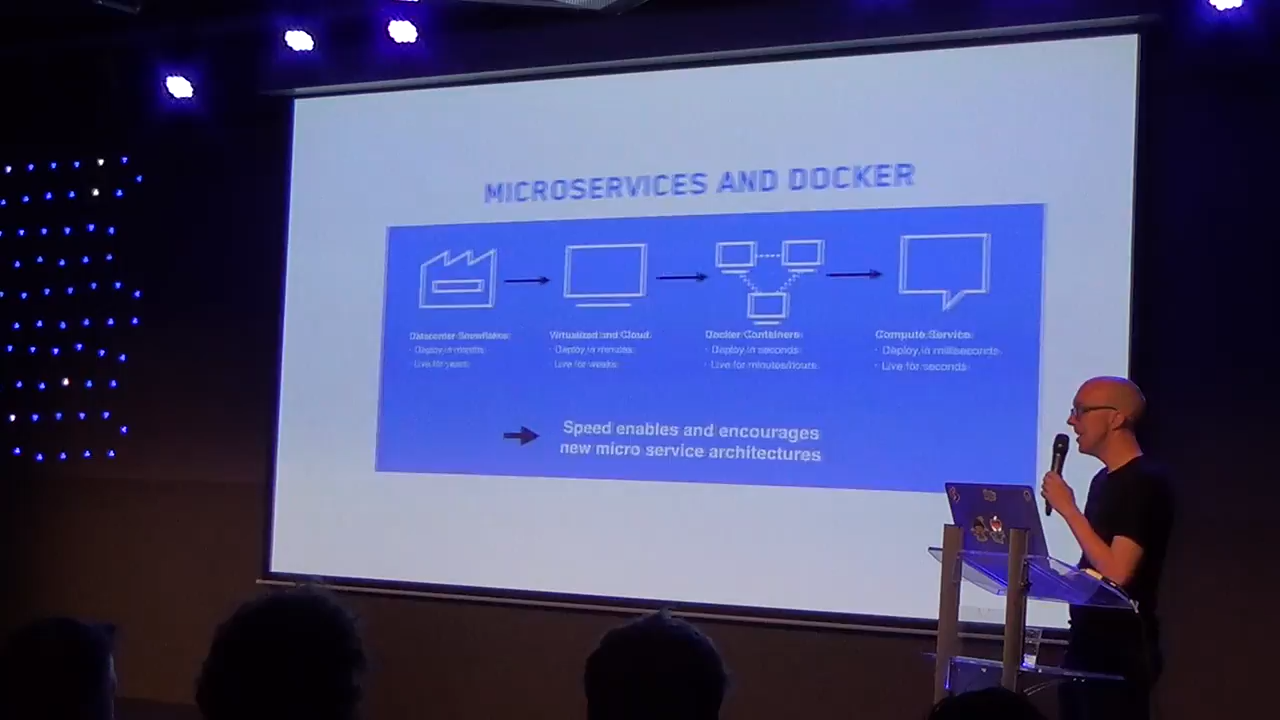 MICROSERVICES AND DOCKER
Datacenter Snowflakes:
· Deploy in months
· Live for years
Virtualized and Cloud:
· Deploy in minutes
· Live for weeks
Docker Containers:
· Deploy in seconds
· Live for minutes/hours
Compute Service:
· Deploy in milliseconds
· Live for seconds
Speed enables and encourages
new micro service architectures